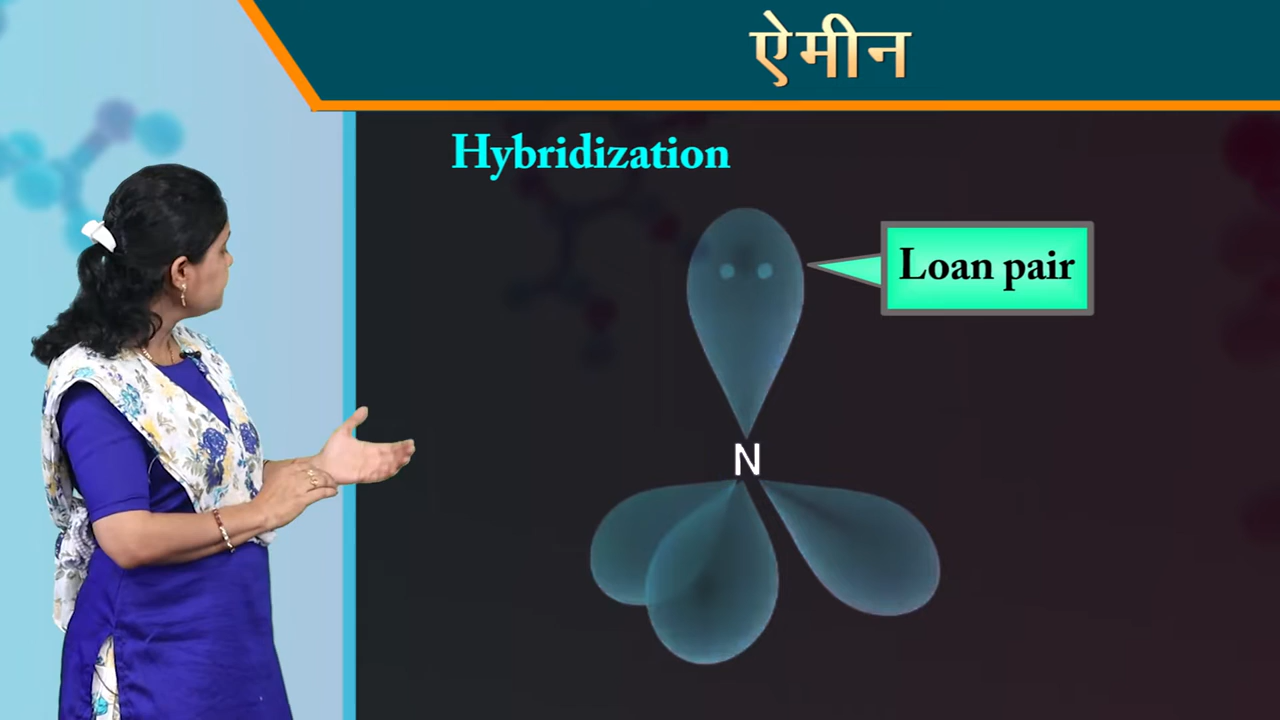 ऐमीन
Hybridization
Loan pair
N